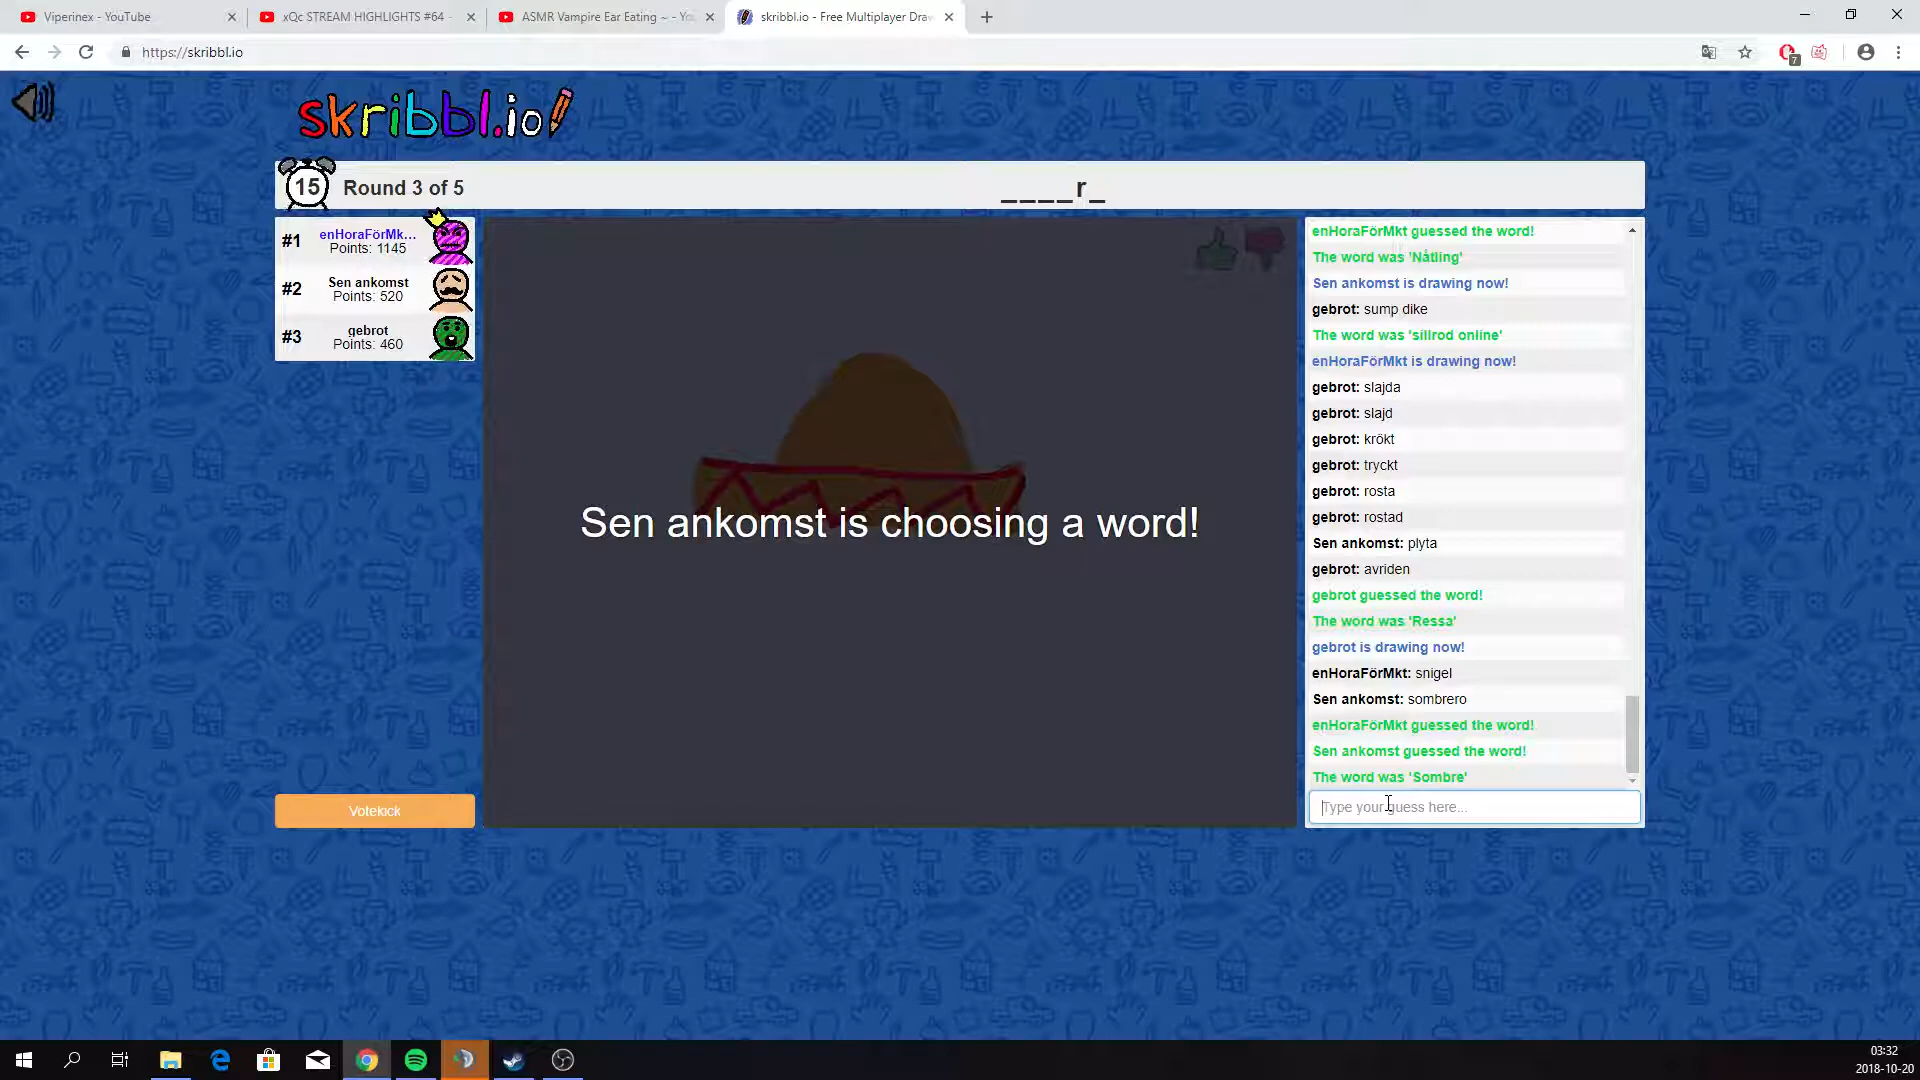 Viperinex - YouTube
xQc STREAM HIGHLIGHTS #64 -
ASMR Vampire Ear Eating ~ - Yo
skribbl.io - Free Multiplayer Dra
https://skribbl.io
7
skribbl.io
15
Round 3 of 5
____r_
#1
enHoraFörMk...
Points: 1145
#2
Sen ankomst
Points: 520
#3
gebrot
Points: 460
Sen ankomst is choosing a word!
enHoraFörMkt guessed the word!
The word was 'Nåtling'
Sen ankomst is drawing now!
gebrot: sump dike
The word was 'sillrod online'
enHoraFörMkt is drawing now!
gebrot: slajda
gebrot: slajd
gebrot: krökt
gebrot: tryckt
gebrot: rosta
gebrot: rostad
Sen ankomst: plyta
gebrot: avriden
gebrot guessed the word!
The word was 'Ressa'
gebrot is drawing now!
enHoraFörMkt: snigel
Sen ankomst: sombrero
enHoraFörMkt guessed the word!
Sen ankomst guessed the word!
The word was 'Sombre'
Type your guess here...
Votekick
03:32
2018-10-20